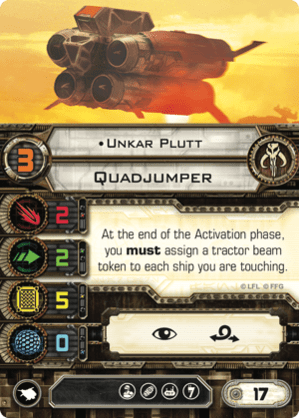 • Unkar Plutt
3
Quadjumper
2
At the end of the Activation phase,
you must assign a tractor beam
token to each ship you are touching.
2
© LFL © FFG
5
0
17